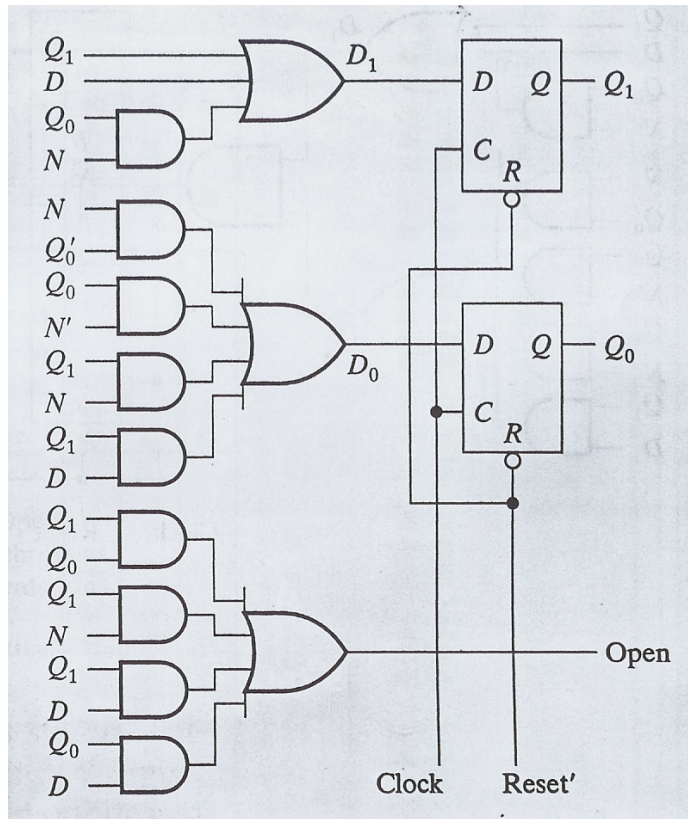 Q₁
D
Q₀
N
D₁
D Q Q₁
C
R
N
Q₀′
Q₀
N′
Q₁
N
Q₁
D
D₀
D Q Q₀
C
R
Q₁
Q₀
Q₁
N
Q₁
D
Q₀
D
Open
Clock Reset′